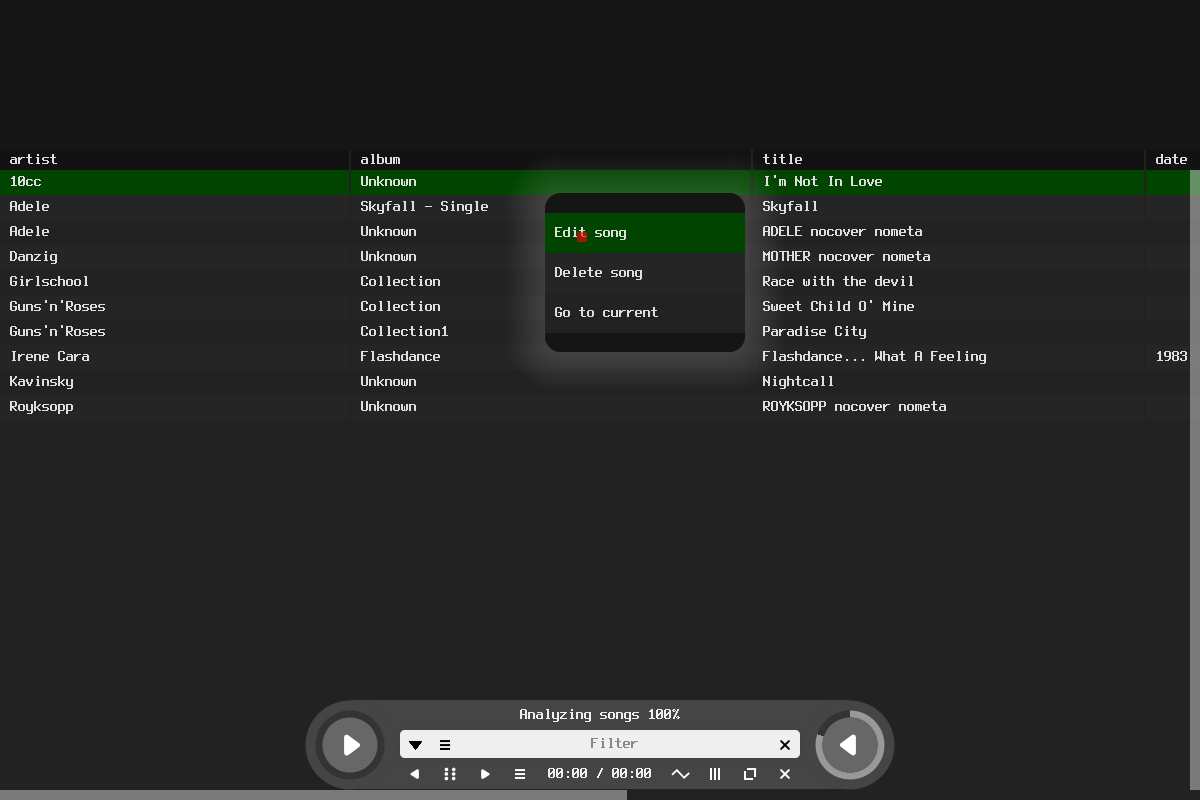 artist album title date
10cc Unknown I'm Not In Love
Adele Skyfall - Single Skyfall
Adele Unknown ADELE nocover nometa
Danzig Unknown MOTHER nocover nometa
Girlschool Collection Race with the devil
Guns'n'Roses Collection Sweet Child O' Mine
Guns'n'Roses Collection1 Paradise City
Irene Cara Flashdance Flashdance... What A Feeling 1983
Kavinsky Unknown Nightcall
Royksopp Unknown ROYKSOPP nocover nometa
Edit song
Delete song
Go to current
Analyzing songs 100%
Filter
00:00 / 00:00